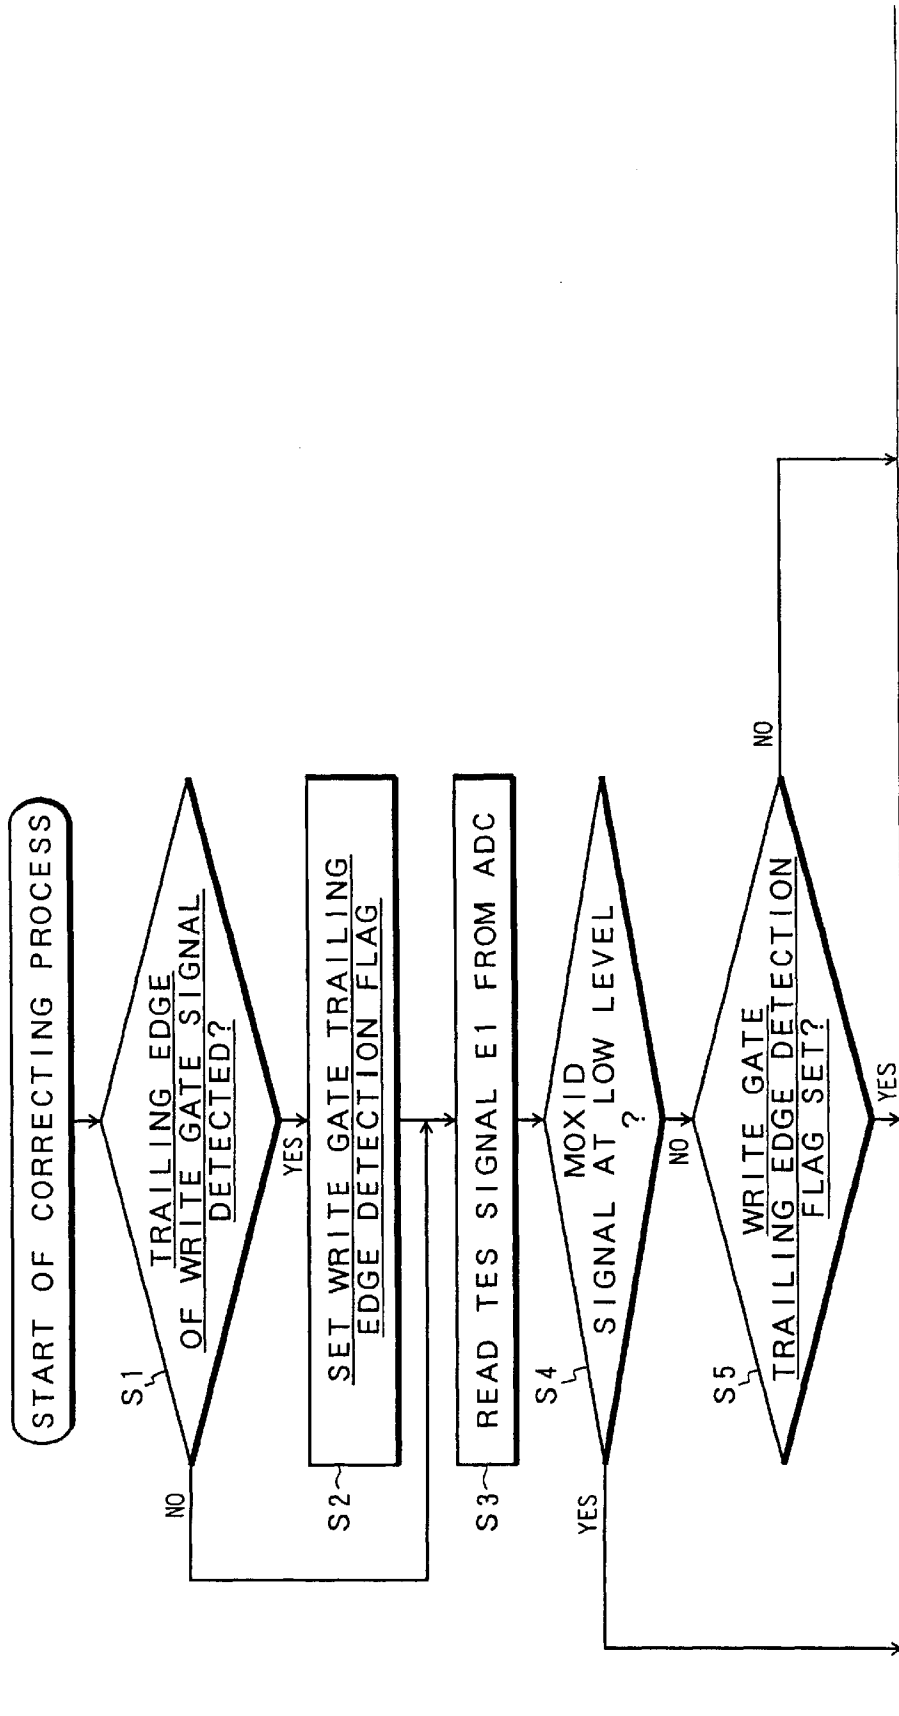 START OF CORRECTING PROCESS
S1
TRAILING EDGE
OF WRITE GATE SIGNAL
DETECTED?
NO
YES
S2
SET WRITE GATE TRAILING
EDGE DETECTION FLAG
S3
READ TES SIGNAL E1 FROM ADC
S4
MOXID
SIGNAL AT LOW LEVEL
?
YES
NO
S5
WRITE GATE
TRAILING EDGE DETECTION
FLAG SET?
NO
YES